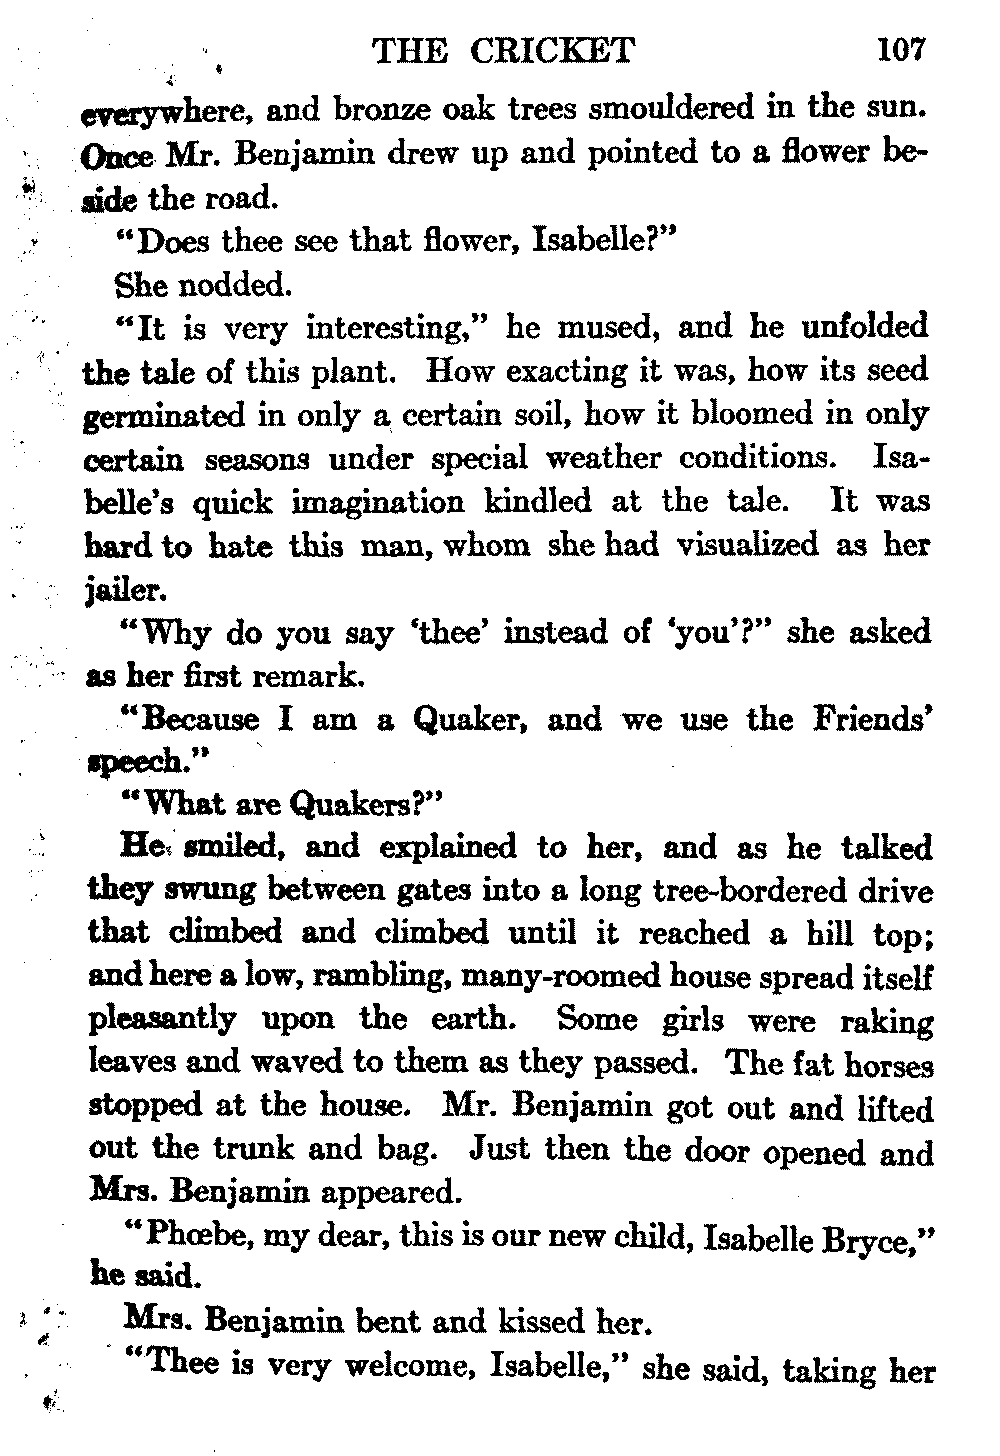 THE CRICKET 107
everywhere, and bronze oak trees smouldered in the sun.
Once Mr. Benjamin drew up and pointed to a flower be-
side the road.
“Does thee see that flower, Isabelle?”
She nodded.
“It is very interesting,” he mused, and he unfolded
the tale of this plant. How exacting it was, how its seed
germinated in only a certain soil, how it bloomed in only
certain seasons under special weather conditions. Isa-
belle’s quick imagination kindled at the tale. It was
hard to hate this man, whom she had visualized as her
jailer.
“Why do you say ‘thee’ instead of ‘you’?” she asked
as her first remark.
“Because I am a Quaker, and we use the Friends’
speech.”
“What are Quakers?”
He smiled, and explained to her, and as he talked
they swung between gates into a long tree-bordered drive
that climbed and climbed until it reached a hill top;
and here a low, rambling, many-roomed house spread itself
pleasantly upon the earth. Some girls were raking
leaves and waved to them as they passed. The fat horses
stopped at the house. Mr. Benjamin got out and lifted
out the trunk and bag. Just then the door opened and
Mrs. Benjamin appeared.
“Phœbe, my dear, this is our new child, Isabelle Bryce,”
he said.
Mrs. Benjamin bent and kissed her.
“Thee is very welcome, Isabelle,” she said, taking her